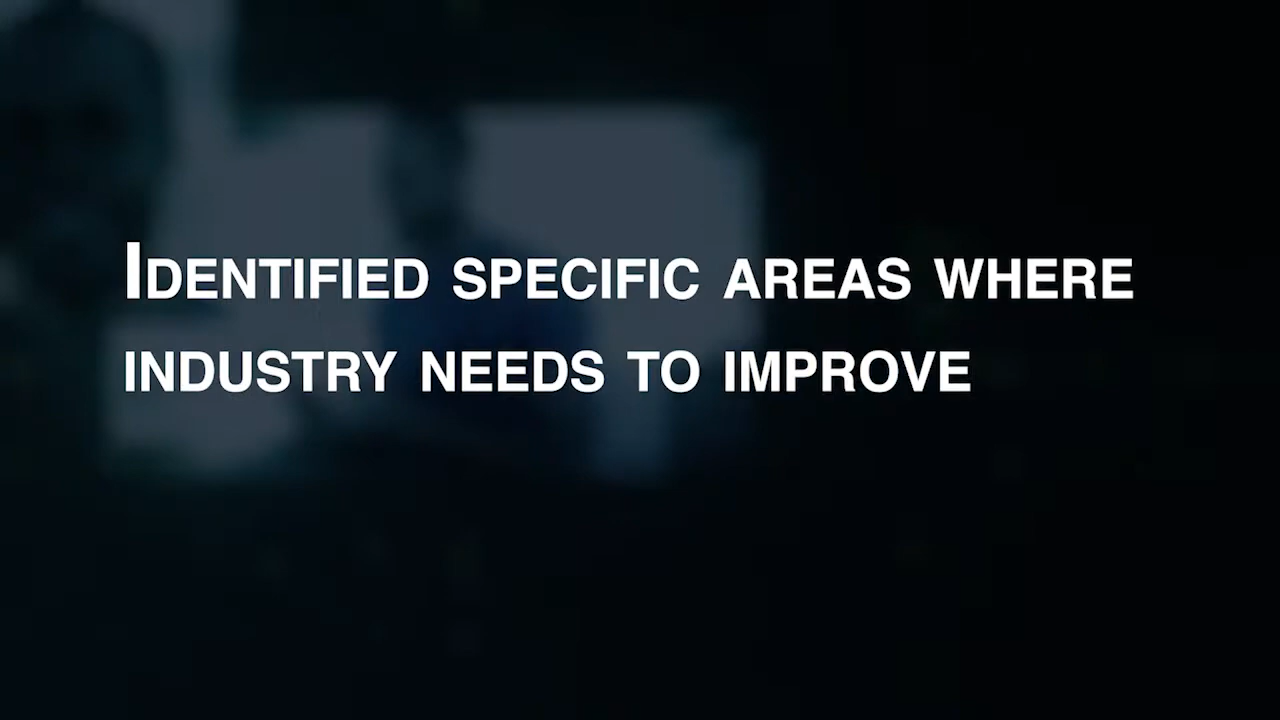 Identified specific areas where
industry needs to improve